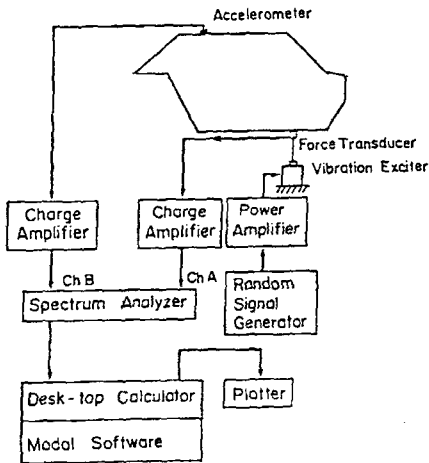 Accelerometer
Force Transducer
Vibration Exciter
Charge
Amplifier
Charge
Amplifier
Power
Amplifier
Ch B
Ch A
Spectrum Analyzer
Random
Signal
Generator
Desk-top Calculator
Plotter
Modal Software